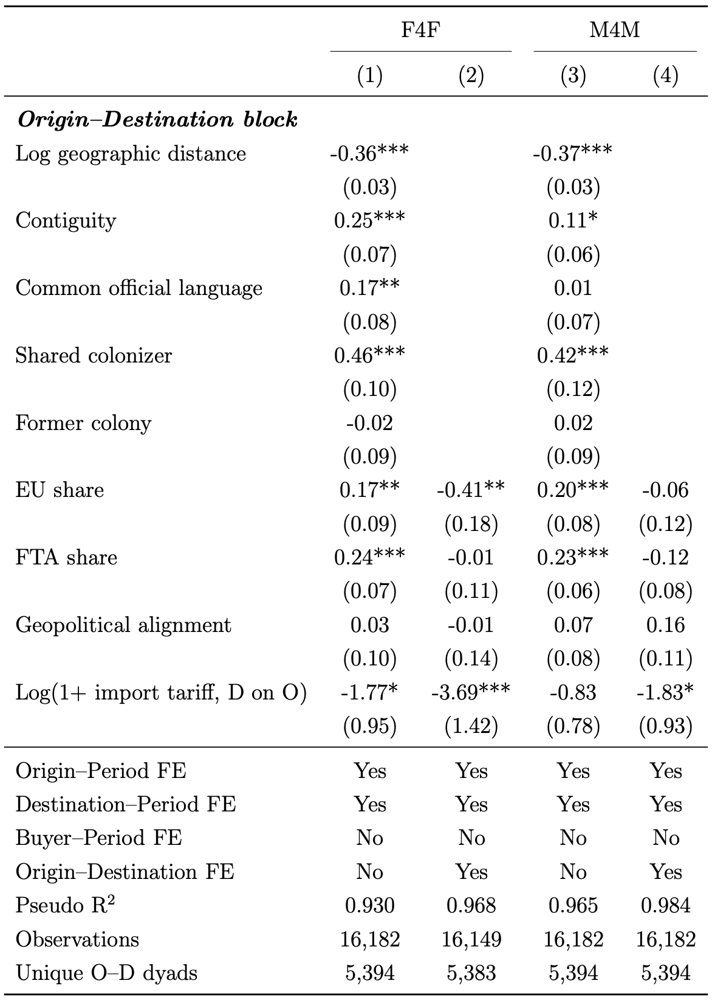 F4F M4M
(1) (2) (3) (4)
Origin–Destination block
Log geographic distance -0.36*** -0.37***
(0.03) (0.03)
Contiguity 0.25*** 0.11*
(0.07) (0.06)
Common official language 0.17** 0.01
(0.08) (0.07)
Shared colonizer 0.46*** 0.42***
(0.10) (0.12)
Former colony -0.02 0.02
(0.09) (0.09)
EU share 0.17** -0.41** 0.20*** -0.06
(0.09) (0.18) (0.08) (0.12)
FTA share 0.24*** -0.01 0.23*** -0.12
(0.07) (0.11) (0.06) (0.08)
Geopolitical alignment 0.03 -0.01 0.07 0.16
(0.10) (0.14) (0.08) (0.11)
Log(1+ import tariff, D on O) -1.77* -3.69*** -0.83 -1.83*
(0.95) (1.42) (0.78) (0.93)
Origin–Period FE Yes Yes Yes Yes
Destination–Period FE Yes Yes Yes Yes
Buyer–Period FE No No No No
Origin–Destination FE No Yes No Yes
Pseudo R² 0.930 0.968 0.965 0.984
Observations 16,182 16,149 16,182 16,182
Unique O–D dyads 5,394 5,383 5,394 5,394